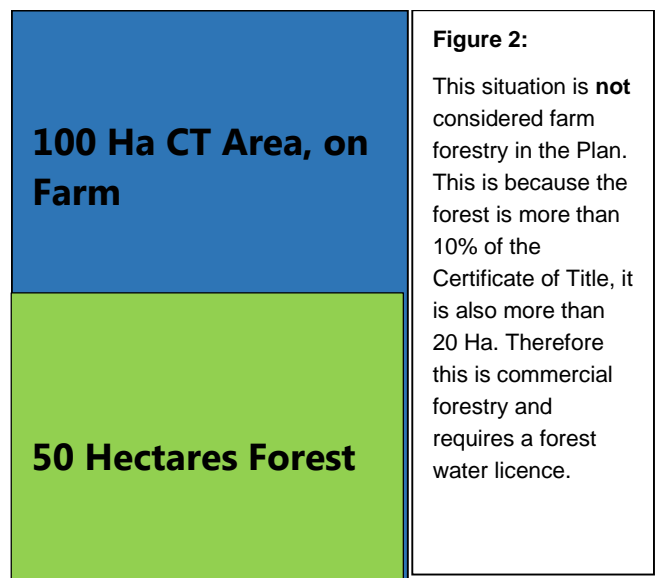 100 Ha CT Area, on
Farm
50 Hectares Forest
Figure 2:
This situation is not
considered farm
forestry in the Plan.
This is because the
forest is more than
10% of the
Certificate of Title, it
is also more than
20 Ha. Therefore
this is commercial
forestry and
requires a forest
water licence.